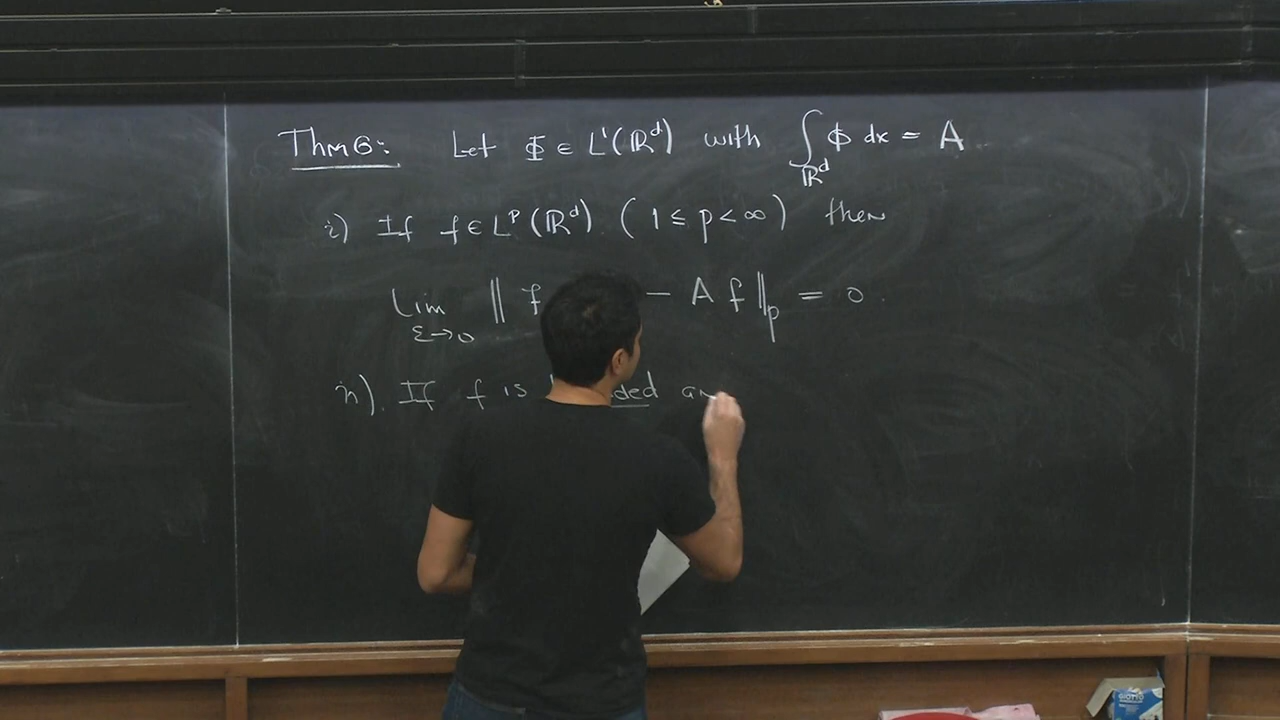 Thm 6: Let Φ ∈ L¹(ℝᵈ) with ∫_{ℝᵈ} ϕ dx = A
i) If f ∈ Lᵖ(ℝᵈ) (1 ≤ p < ∞) then
Lim_{ε→0} ‖ f − A f ‖_p = 0.
ii). If f is
GIOTTO